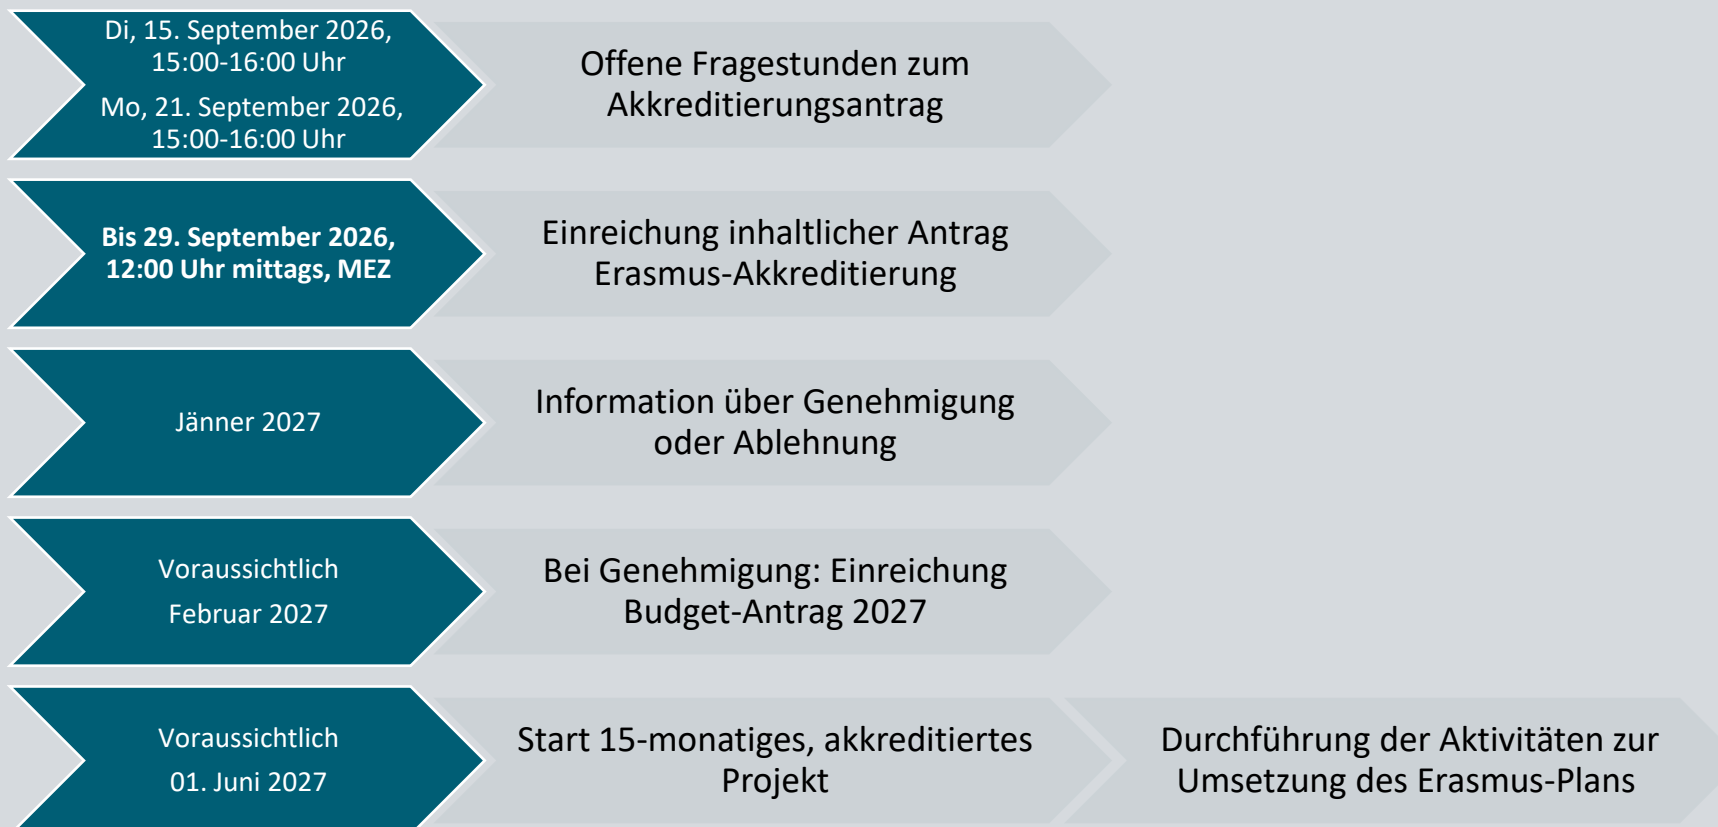 Di, 15. September 2026,
15:00-16:00 Uhr
Mo, 21. September 2026,
15:00-16:00 Uhr
Offene Fragestunden zum
Akkreditierungsantrag
Bis 29. September 2026,
12:00 Uhr mittags, MEZ
Einreichung inhaltlicher Antrag
Erasmus-Akkreditierung
Jänner 2027
Information über Genehmigung
oder Ablehnung
Voraussichtlich
Februar 2027
Bei Genehmigung: Einreichung
Budget-Antrag 2027
Voraussichtlich
01. Juni 2027
Start 15-monatiges, akkreditiertes
Projekt
Durchführung der Aktivitäten zur
Umsetzung des Erasmus-Plans